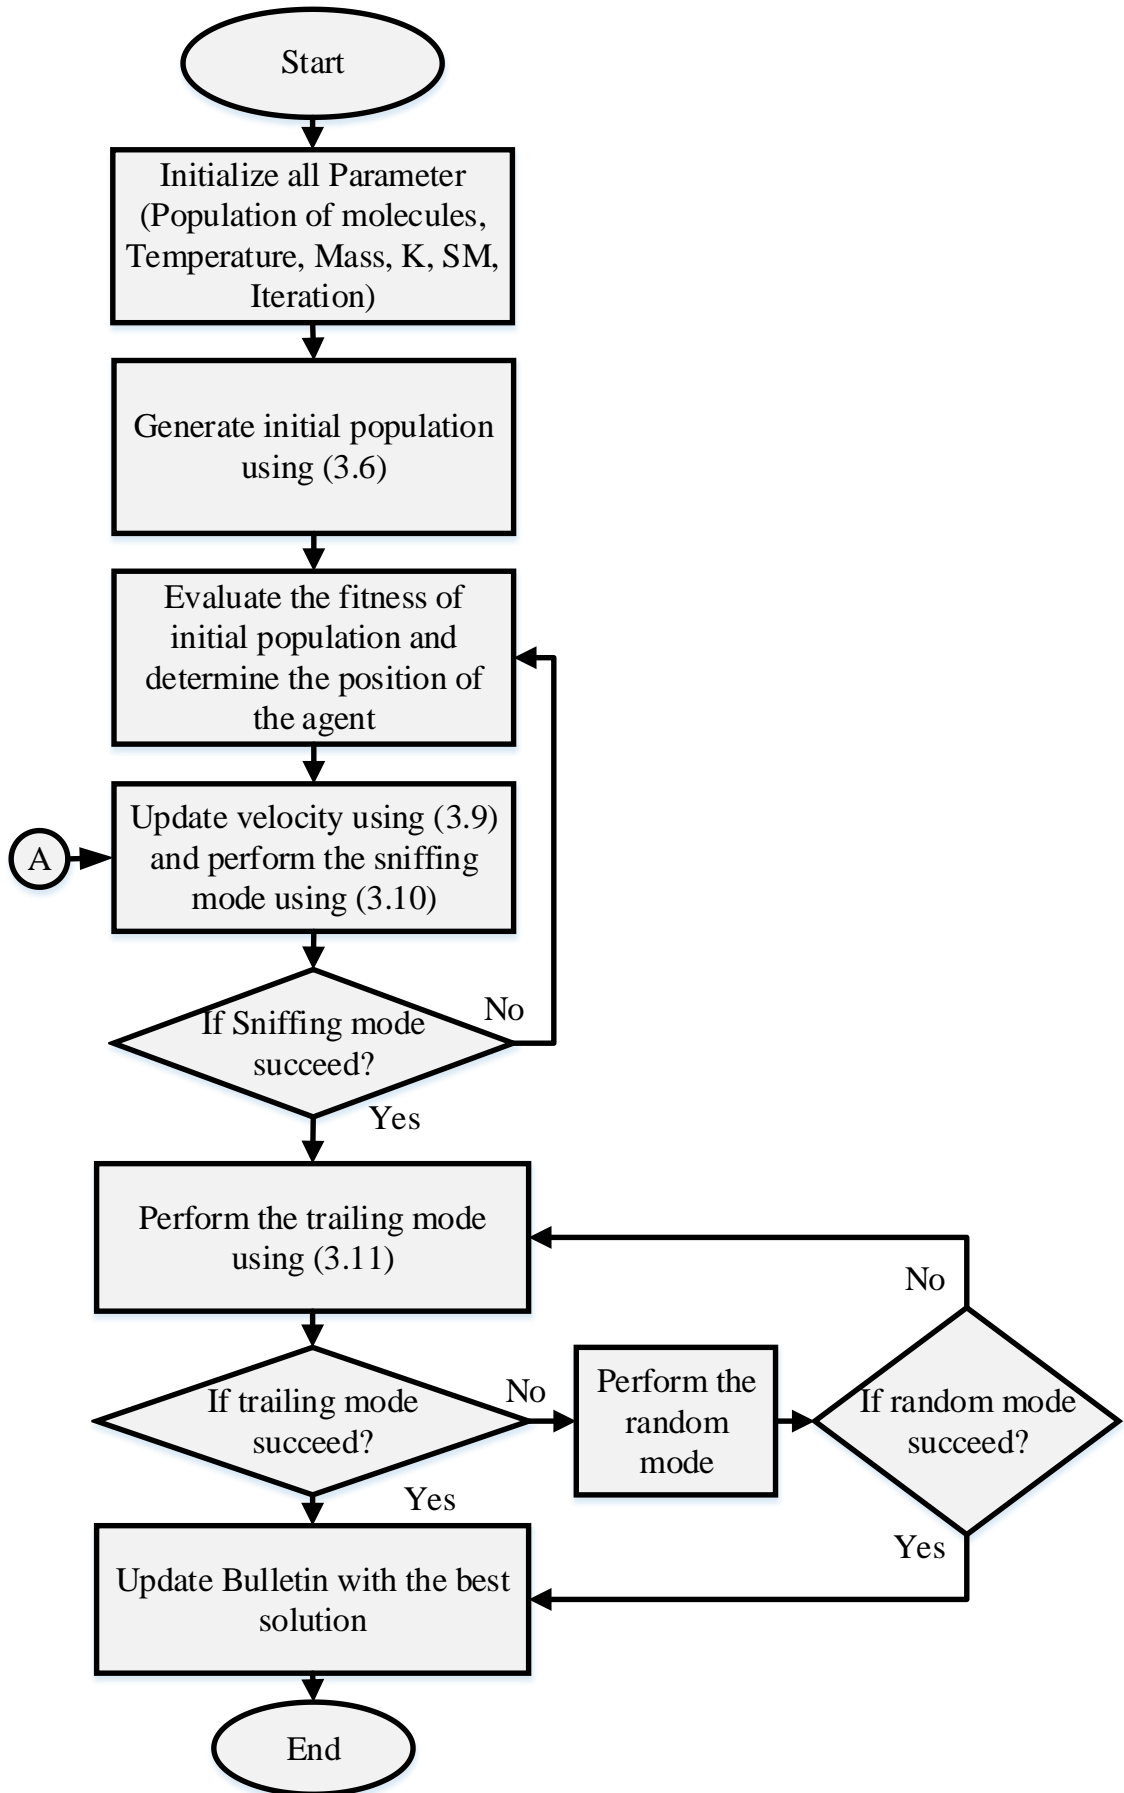 Start
Initialize all Parameter
(Population of molecules,
Temperature, Mass, K, SM,
Iteration)
Generate initial population
using (3.6)
Evaluate the fitness of
initial population and
determine the position of
the agent
Update velocity using (3.9)
and perform the sniffing
mode using (3.10)
A
If Sniffing mode
succeed?
No
Yes
Perform the trailing mode
using (3.11)
If trailing mode
succeed?
No
Perform the
random
mode
If random mode
succeed?
No
Yes
Yes
Update Bulletin with the best
solution
End